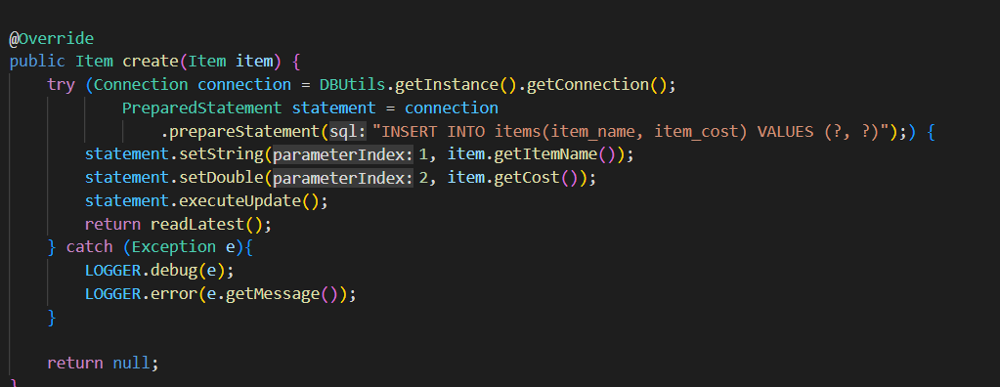 @Override
public Item create(Item item) {
try (Connection connection = DBUtils.getInstance().getConnection();
PreparedStatement statement = connection
.prepareStatement(sql: "INSERT INTO items(item_name, item_cost) VALUES (?, ?)");) {
statement.setString(parameterIndex: 1, item.getItemName());
statement.setDouble(parameterIndex: 2, item.getCost());
statement.executeUpdate();
return readLatest();
} catch (Exception e){
LOGGER.debug(e);
LOGGER.error(e.getMessage());
}
return null;
}